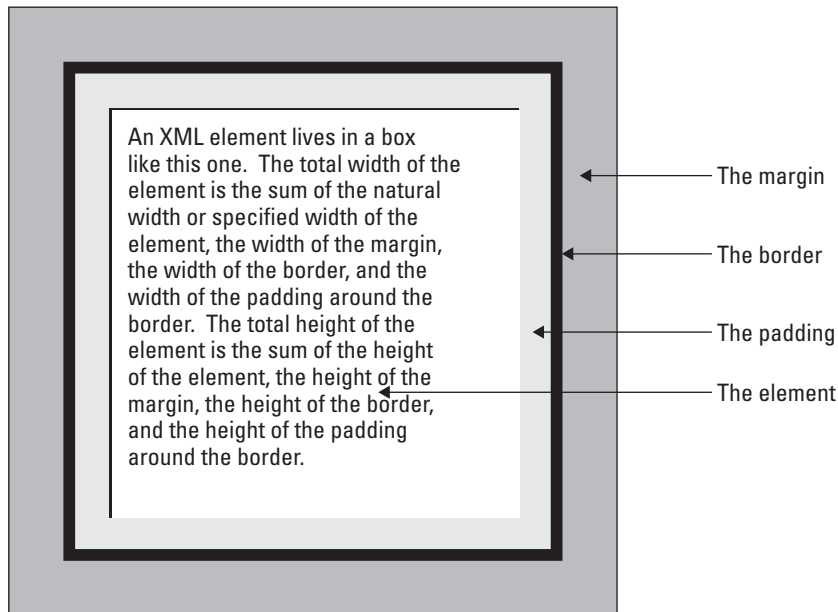 An XML element lives in a box
like this one.  The total width of the
element is the sum of the natural
width or specified width of the
element, the width of the margin,
the width of the border, and the
width of the padding around the
border.  The total height of the
element is the sum of the height
of the element, the height of the
margin, the height of the border,
and the height of the padding
around the border.
The margin
The border
The padding
The element